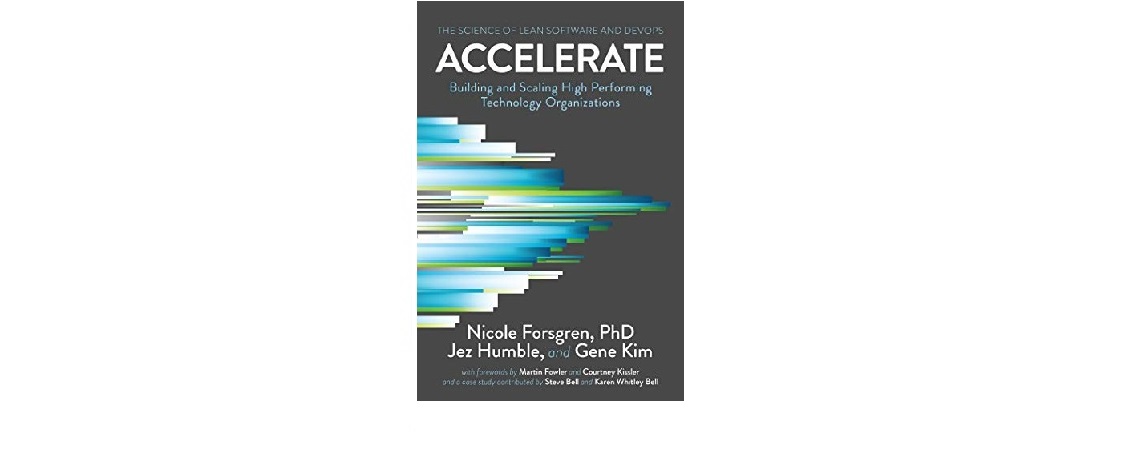 THE SCIENCE OF LEAN SOFTWARE AND DEVOPS
ACCELERATE
Building and Scaling High Performing
Technology Organizations
Nicole Forsgren, PhD
Jez Humble, and Gene Kim
with forewords by Martin Fowler and Courtney Kissler
and a case study contributed by Steve Bell and Karen Whitley Bell